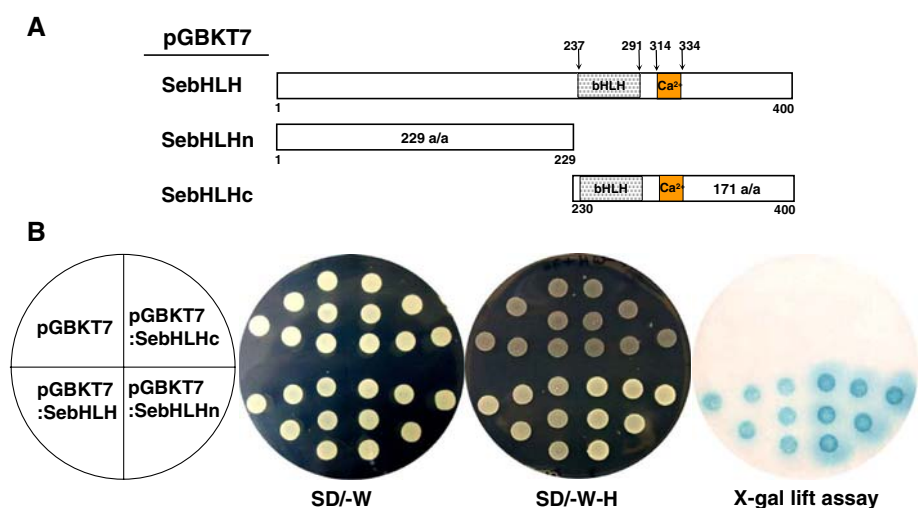 A
pGBKT7
237 291 314 334
SebHLH
bHLH Ca²⁺
1 400
SebHLHn
229 a/a
1 229
SebHLHc
bHLH Ca²⁺ 171 a/a
230 400
B
pGBKT7
pGBKT7
:SebHLHc
pGBKT7
:SebHLH
pGBKT7
:SebHLHn
SD/-W
SD/-W-H
X-gal lift assay